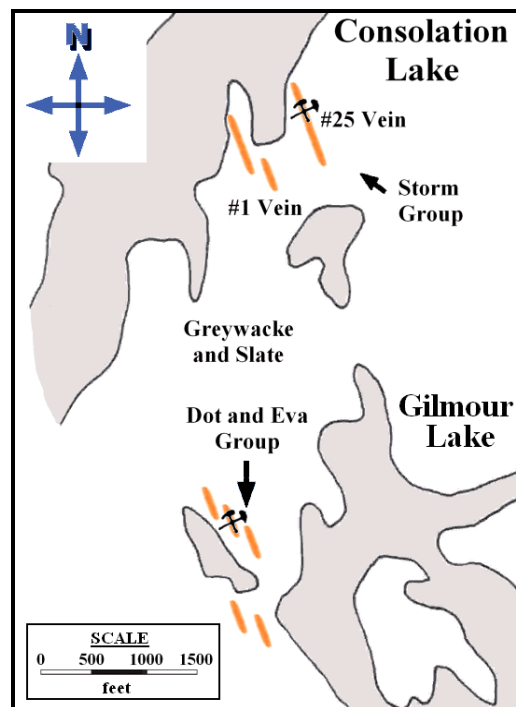 N
Consolation
Lake
#25 Vein
Storm
Group
#1 Vein
Greywacke
and Slate
Dot and Eva
Group
Gilmour
Lake
SCALE
0 500 1000 1500
feet